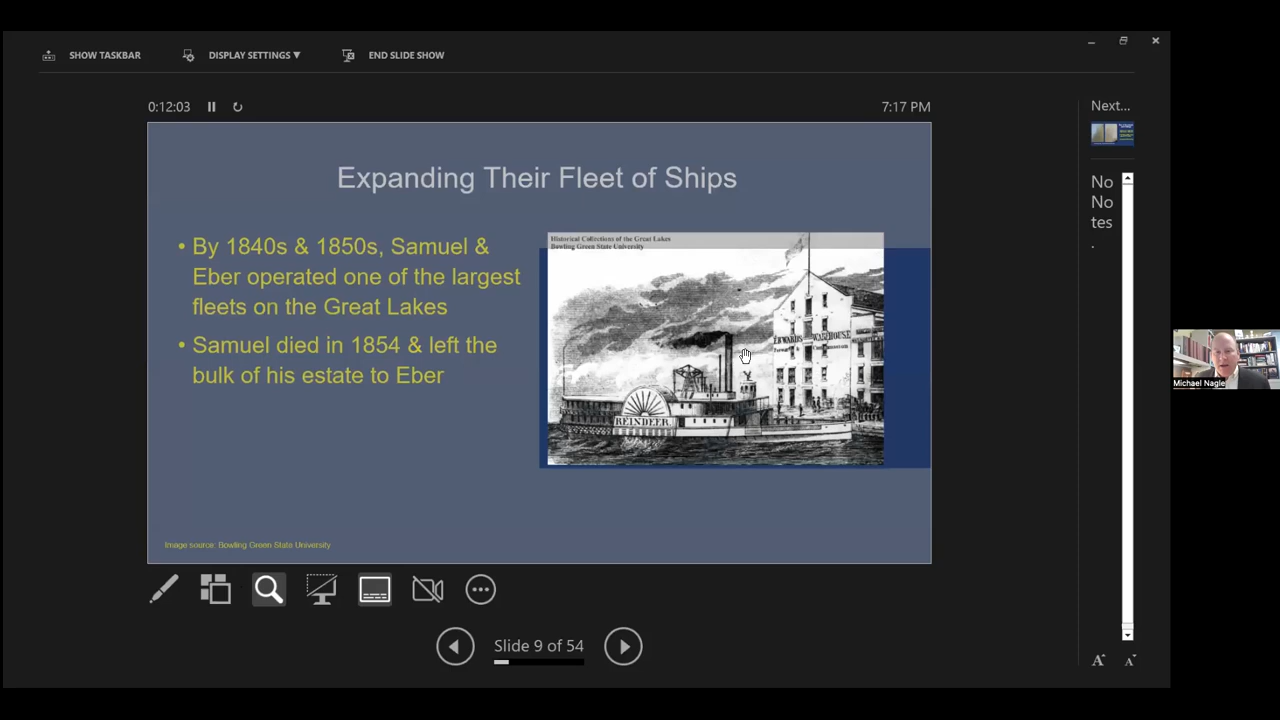 SHOW TASKBAR
DISPLAY SETTINGS ▼
END SLIDE SHOW
0:12:03
7:17 PM
Next...
Expanding Their Fleet of Ships
• By 1840s & 1850s, Samuel &
Eber operated one of the largest
fleets on the Great Lakes
• Samuel died in 1854 & left the
bulk of his estate to Eber
Historical Collections of the Great Lakes
Bowling Green State University
WAREHOUSE
REINDEER.
Image source: Bowling Green State University
No
No
tes
.
Michael Nagle
Slide 9 of 54
A
A